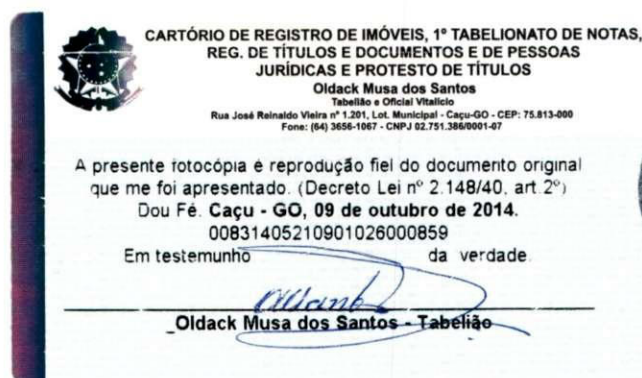 CARTÓRIO DE REGISTRO DE IMÓVEIS, 1º TABELIONATO DE NOTAS,
REG. DE TÍTULOS E DOCUMENTOS E DE PESSOAS
JURÍDICAS E PROTESTO DE TÍTULOS
Oldack Musa dos Santos
Tabelião e Oficial Vitalício
Rua José Reinaldo Vieira nº 1.201, Lot. Municipal - Caçu-GO - CEP: 75.813-000
Fone: (64) 3656-1067 - CNPJ 02.751.386/0001-07
A presente fotocópia é reprodução fiel do documento original
que me foi apresentado. (Decreto Lei nº 2.148/40, art.2º)
Dou Fé. Caçu - GO, 09 de outubro de 2014.
00831405210901026000859
Em testemunho da verdade.
_Oldack Musa dos Santos - Tabelião